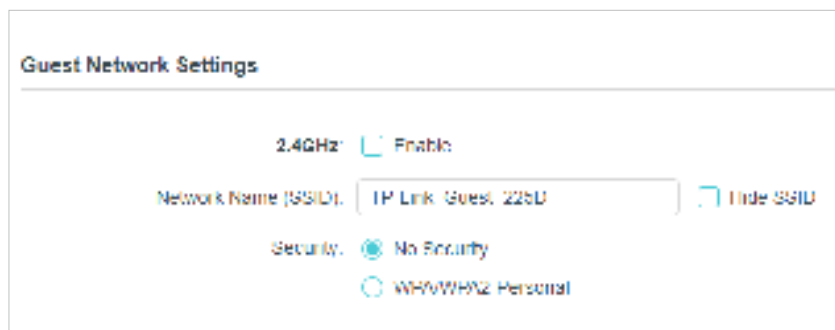 Guest Network Settings
2.4GHz: Enable
Network Name (SSID): TP-Link_Guest_225D Hide SSID
Security: No Security
WPA/WPA2 Personal